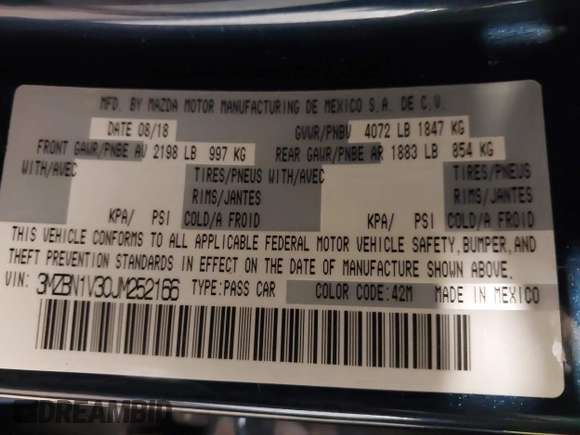 MFD. BY MAZDA MOTOR MANUFACTURING DE MEXICO S.A. DE C.V.
DATE 08/18 GVWR/PNBV 4072 LB 1847 KG
FRONT GAWR/PNBE AV 2198 LB 997 KG REAR GAWR/PNBE AR 1883 LB 854 KG
WITH/AVEC TIRES/PNEUS WITH/AVEC TIRES/PNEUS
RIMS/JANTES RIMS/JANTES
KPA/ PSI COLD/A FROID KPA/ PSI COLD/A FROID
THIS VEHICLE CONFORMS TO ALL APPLICABLE FEDERAL MOTOR VEHICLE SAFETY, BUMPER, AND
THEFT PREVENTION STANDARDS IN EFFECT ON THE DATE OF MANUFACTURE SHOWN ABOVE.
VIN: 3MZBN1V30JM252166 TYPE:PASS CAR COLOR CODE:42M MADE IN MEXICO
DREAMBID